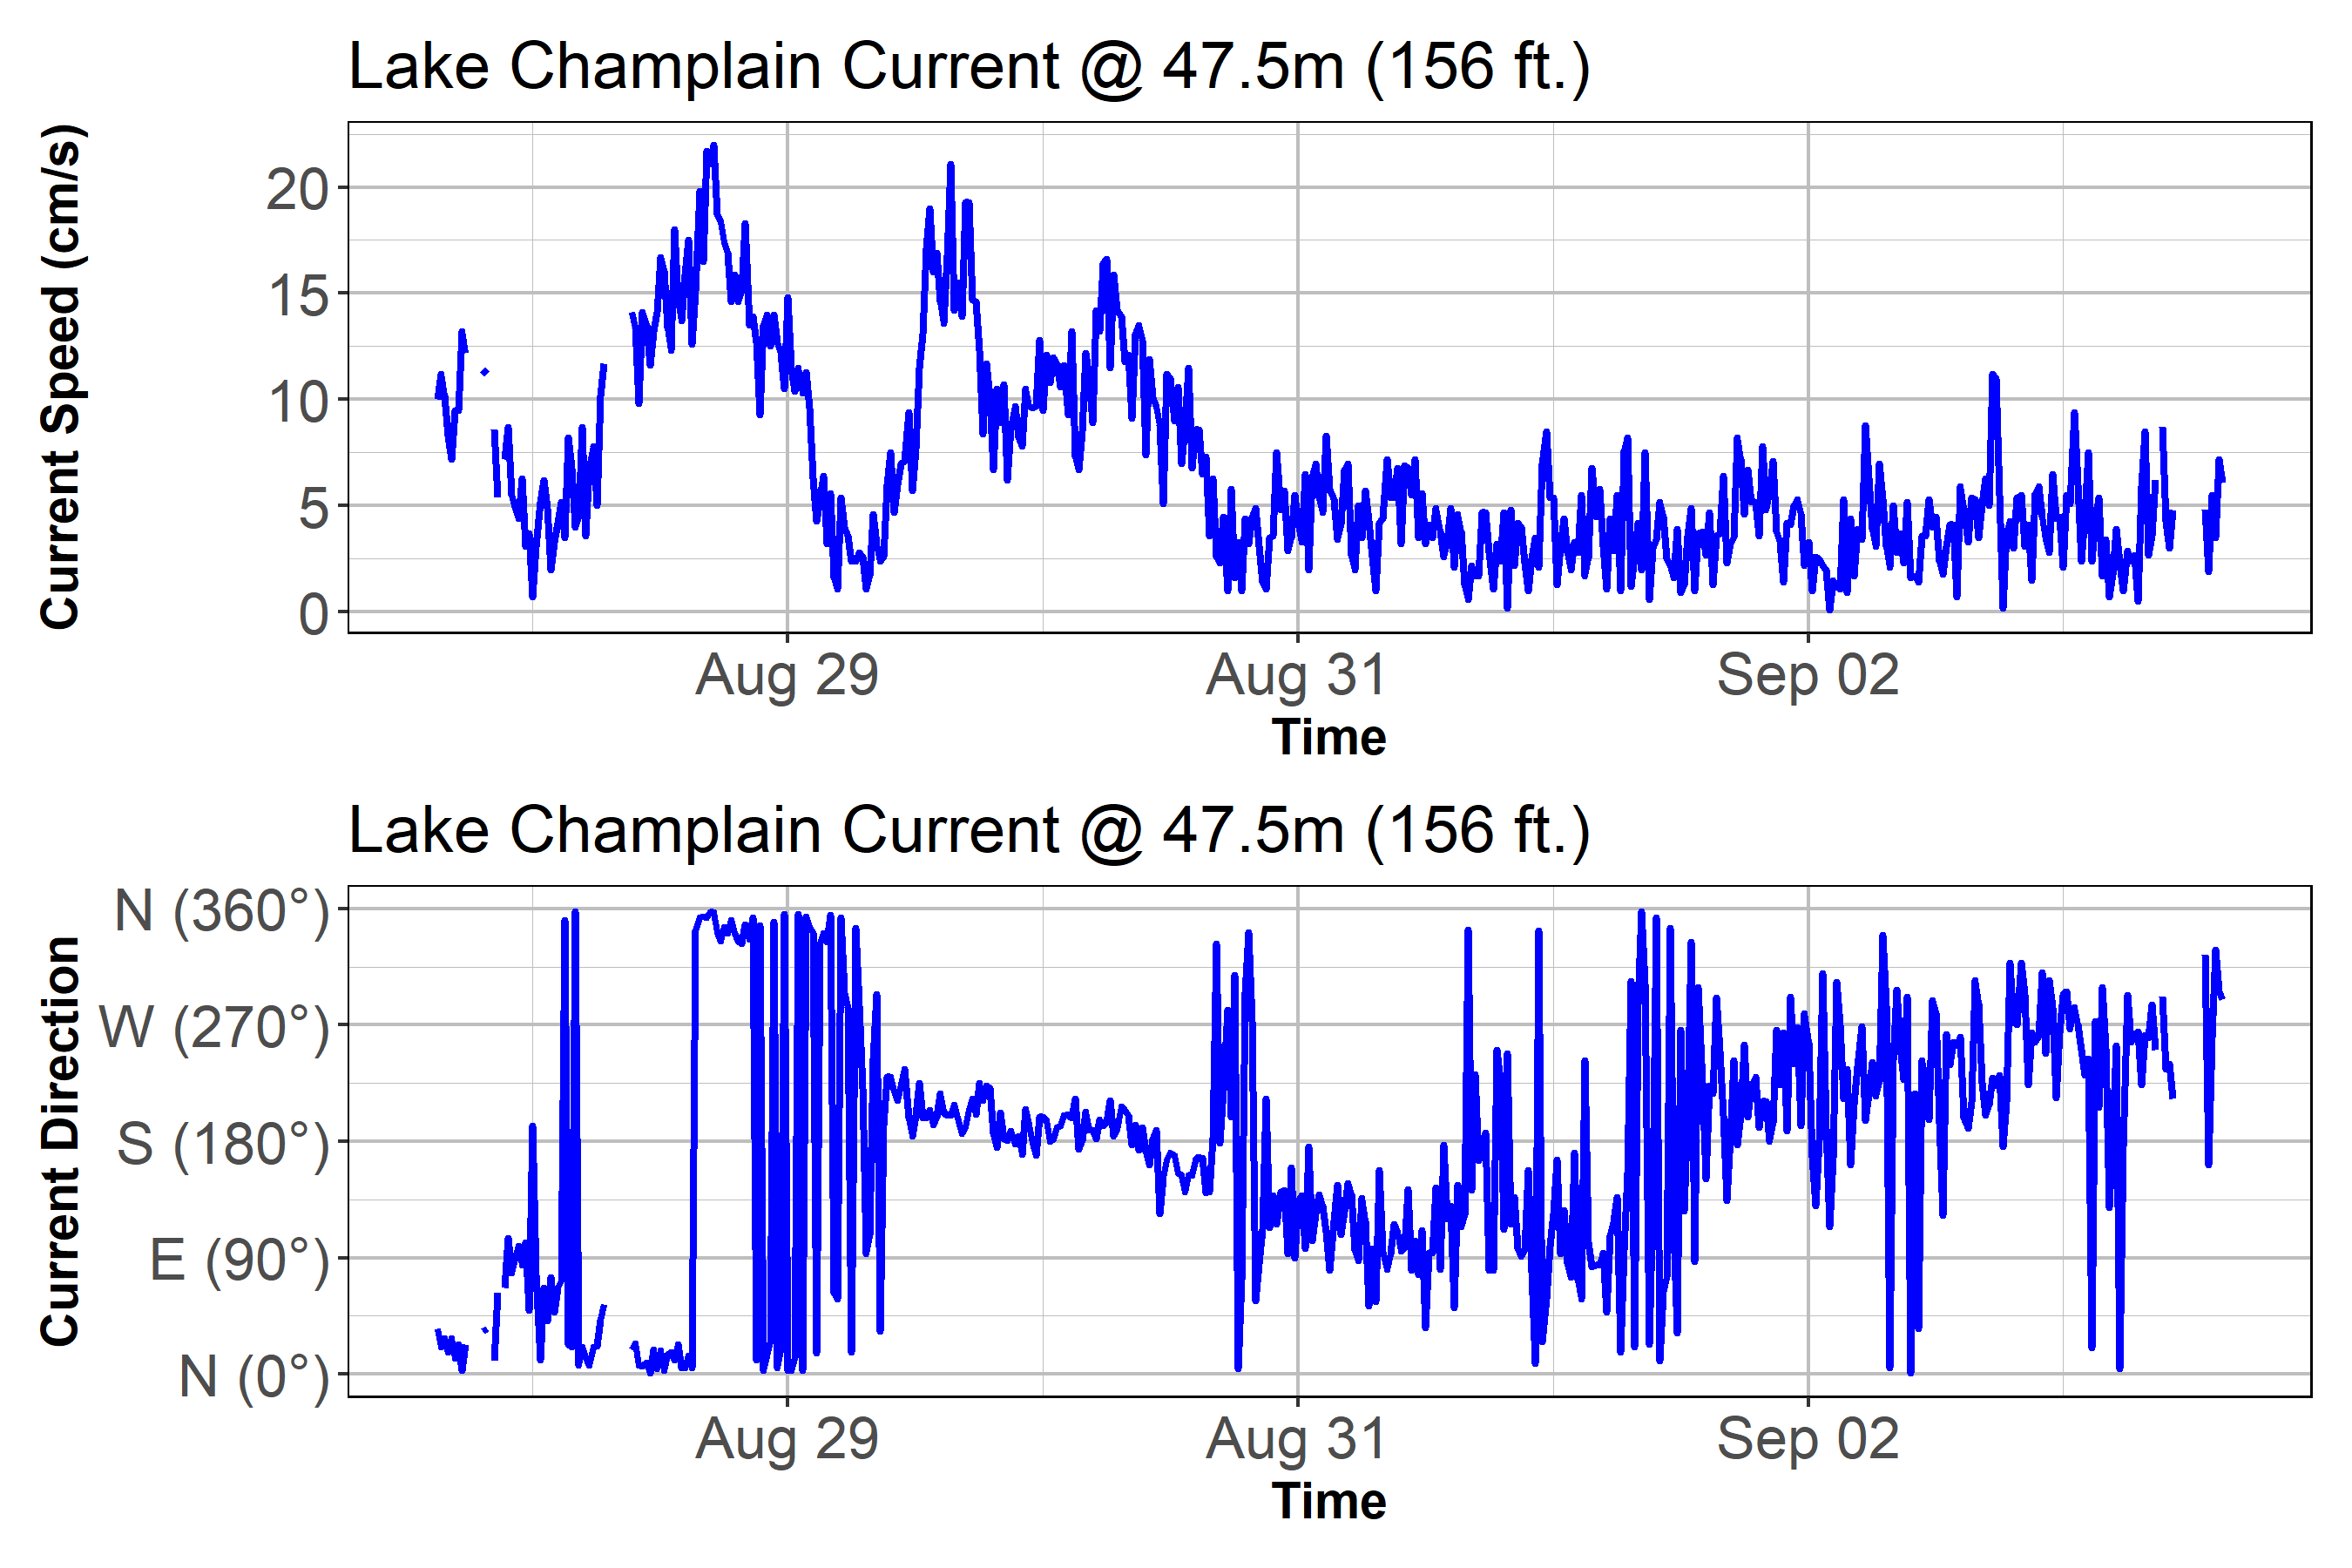 Lake Champlain Current @ 47.5m (156 ft.)
Current Speed (cm/s)
20
15
10
5
0
Aug 29
Aug 31
Sep 02
Time
Lake Champlain Current @ 47.5m (156 ft.)
Current Direction
N (360°)
W (270°)
S (180°)
E (90°)
N (0°)
Aug 29
Aug 31
Sep 02
Time